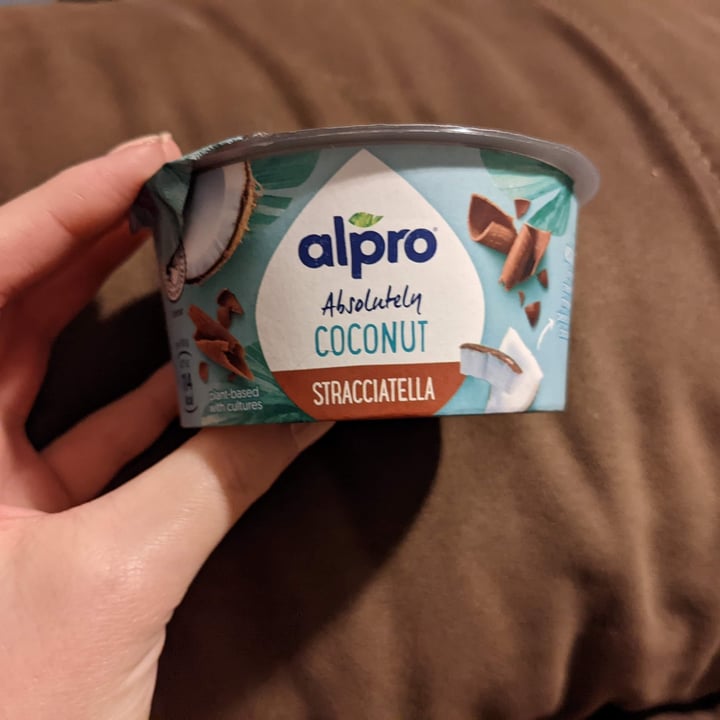 alpro
Absolutely
COCONUT
STRACCIATELLA
plant-based
with cultures